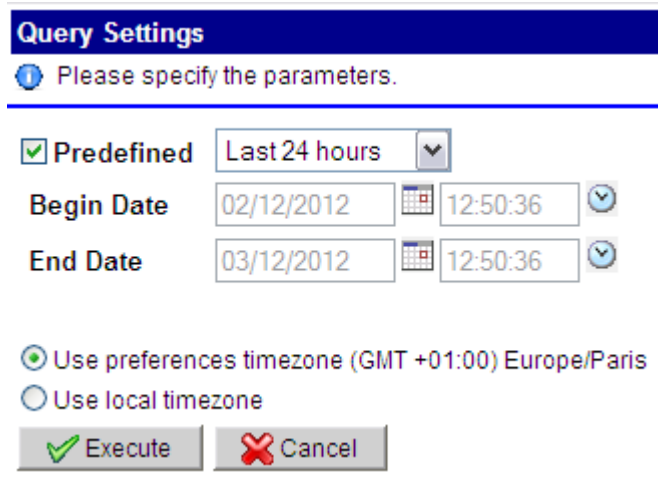 Query Settings
Please specify the parameters.
Predefined Last 24 hours
Begin Date 02/12/2012 12:50:36
End Date 03/12/2012 12:50:36
Use preferences timezone (GMT +01:00) Europe/Paris
Use local timezone
Execute Cancel